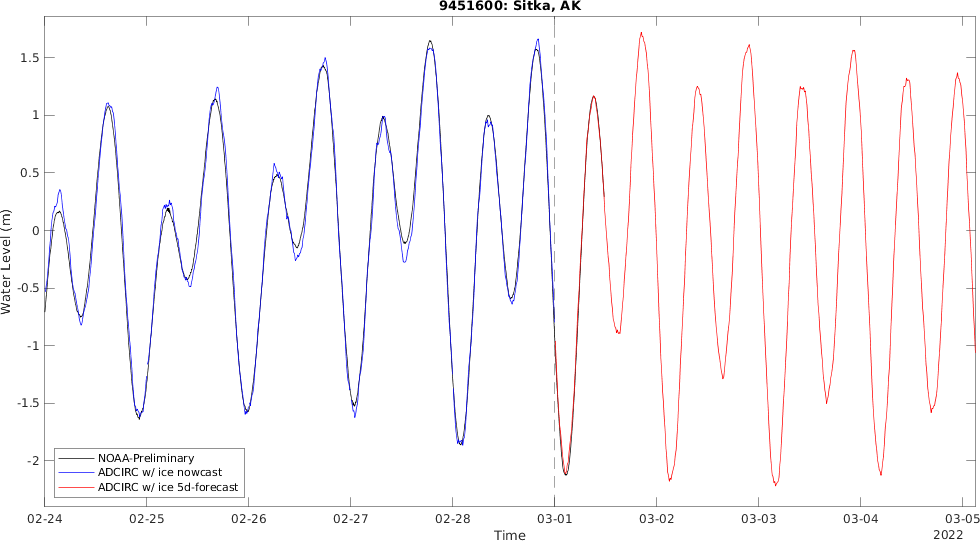 9451600: Sitka, AK
1.5
1
0.5
0
-0.5
-1
-1.5
-2
Water Level (m)
NOAA-Preliminary
ADCIRC w/ ice nowcast
ADCIRC w/ ice 5d-forecast
02-24 02-25 02-26 02-27 02-28 03-01 03-02 03-03 03-04 03-05
Time
2022